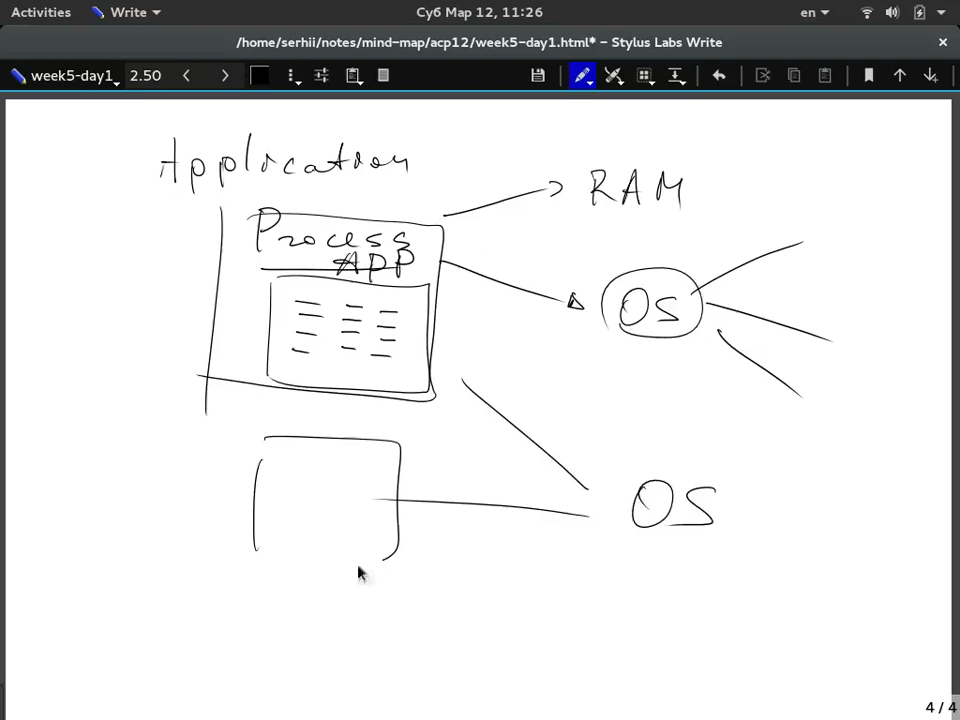 Activities
Write
Суб Мар 12, 11:26
en
/home/serhii/notes/mind-map/acp12/week5-day1.html* – Stylus Labs Write
week5-day1
2.50
Application
RAM
Process
APP
OS
OS
4 / 4